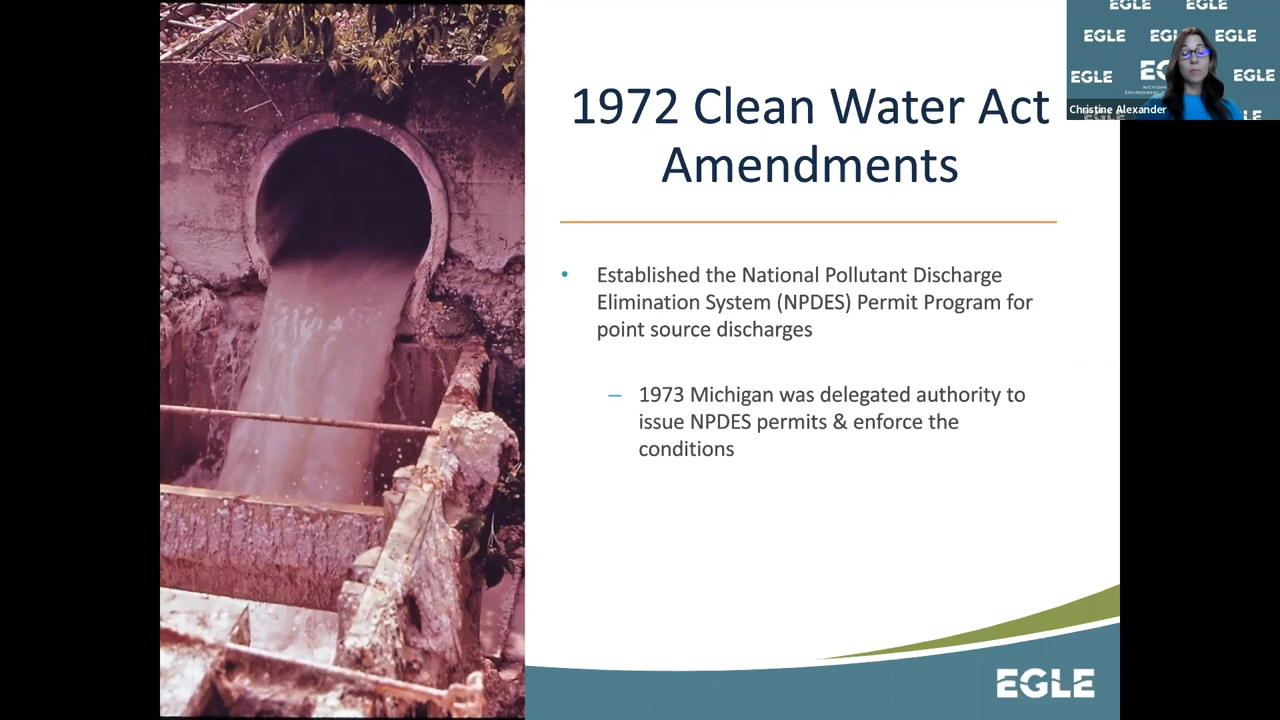 1972 Clean Water Act
Amendments
• Established the National Pollutant Discharge
Elimination System (NPDES) Permit Program for
point source discharges
– 1973 Michigan was delegated authority to
issue NPDES permits & enforce the
conditions
EGLE
EGLE EGLE
EGLE EGLE EGLE
EGLE EGLE
Christine Alexander